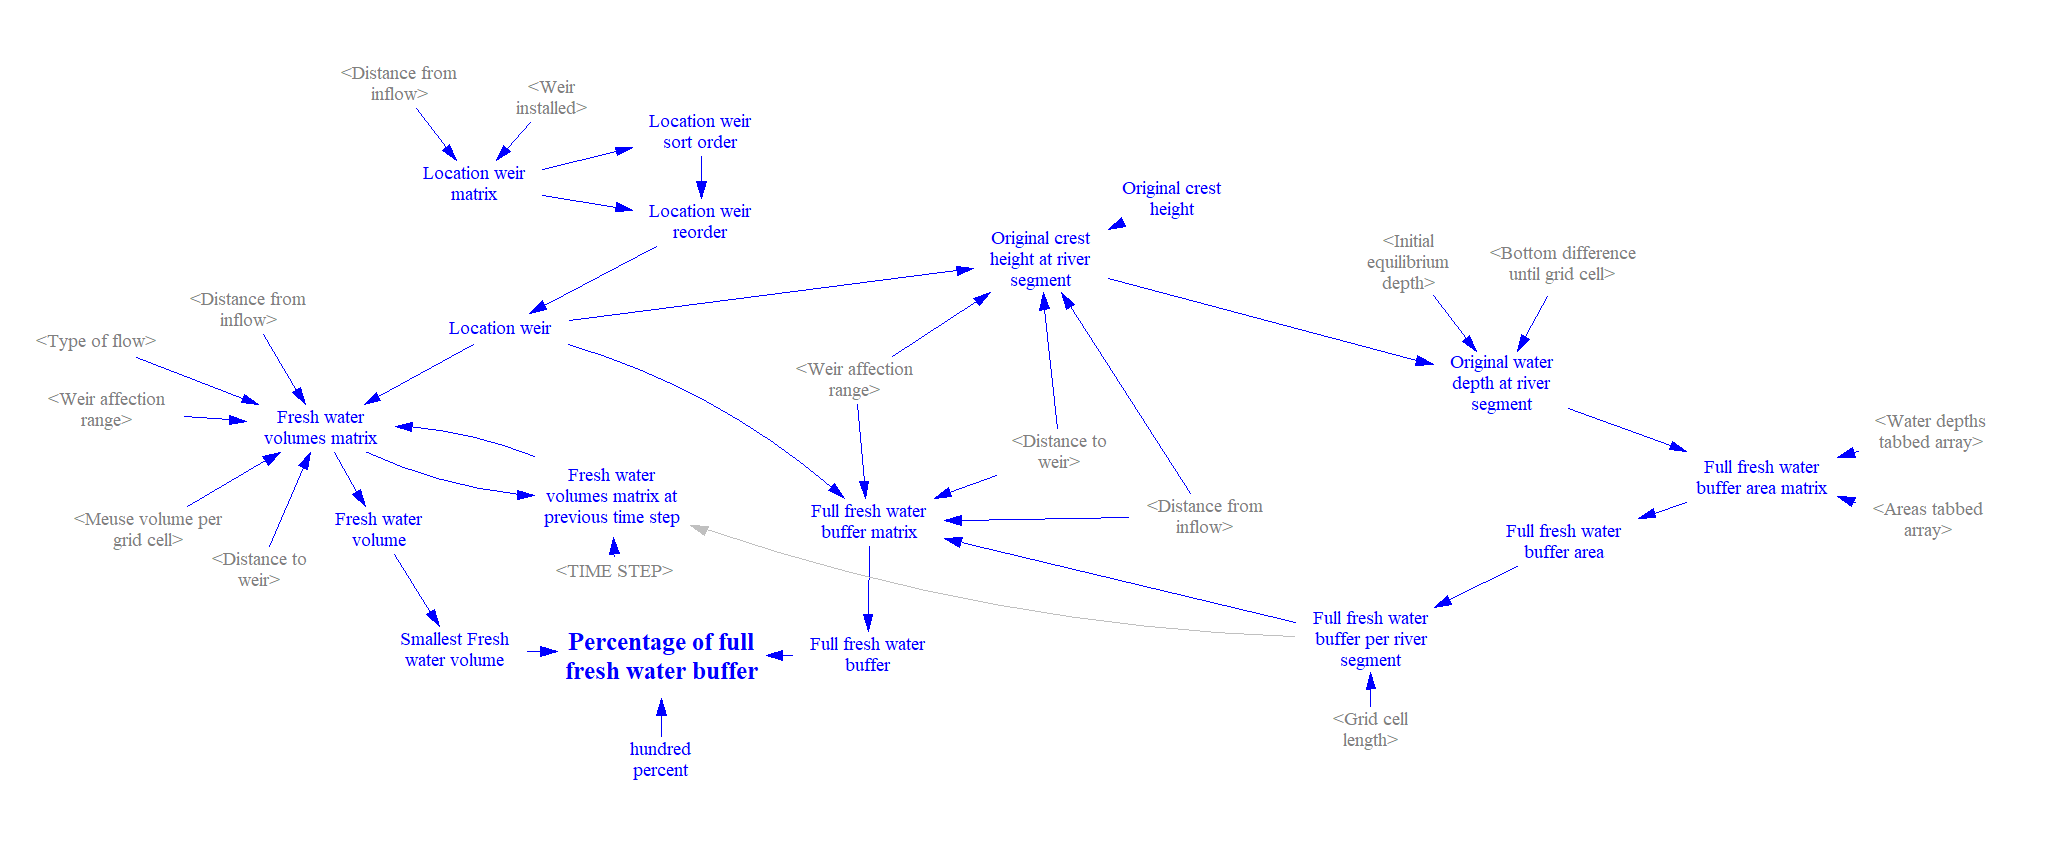 <Distance from
inflow>
<Weir
installed>
Location weir
sort order
Location weir
matrix
Location weir
reorder
Original crest
height
Original crest
height at river
segment
<Initial
equilibrium
depth>
<Bottom difference
until grid cell>
<Distance from
inflow>
<Type of flow>
Location weir
<Weir affection
range>
<Weir affection
range>
Original water
depth at river
segment
Fresh water
volumes matrix
<Water depths
tabbed array>
<Distance to
weir>
Fresh water
volumes matrix at
previous time step
Full fresh water
buffer area matrix
<Meuse volume per
grid cell>
Fresh water
volume
Full fresh water
buffer matrix
<Distance from
inflow>
Full fresh water
buffer area
<Areas tabbed
array>
<Distance to
weir>
<TIME STEP>
Smallest Fresh
water volume
Percentage of full
fresh water buffer
Full fresh water
buffer
Full fresh water
buffer per river
segment
<Grid cell
length>
hundred
percent